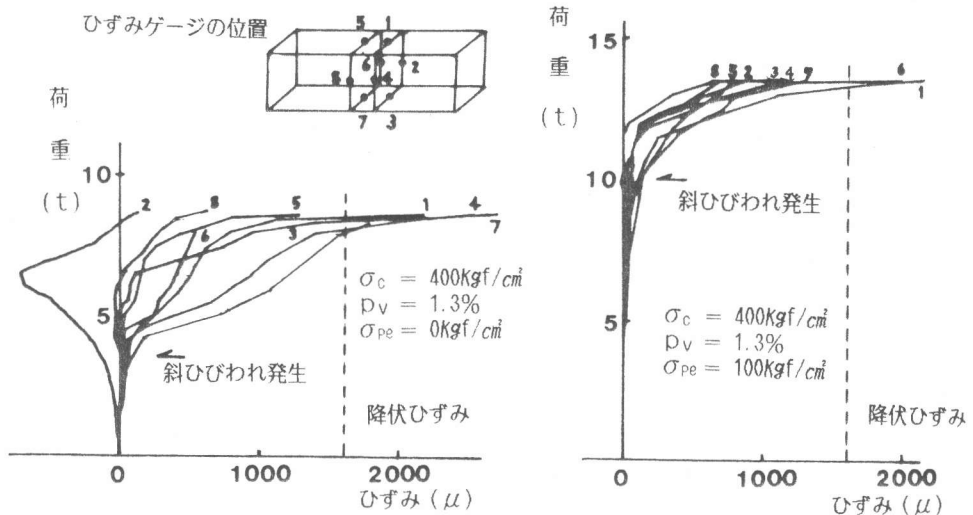 ひずみゲージの位置
5 1
6 2
8 4
7 3
荷
重
(t)
10
5
2 8 5 1 4
6 3 7
σc = 400Kgf/c㎡
pv = 1.3%
σPe = 0Kgf/c㎡
斜ひびわれ発生
降伏ひずみ
0 1000 2000
ひずみ(μ)
荷
重
(t)
15
10
5
8 5 2 3 4 7 6
1
斜ひびわれ発生
σc = 400Kgf/c㎡
pv = 1.3%
σPe = 100Kgf/c㎡
降伏ひずみ
0 1000 2000
ひずみ(μ)